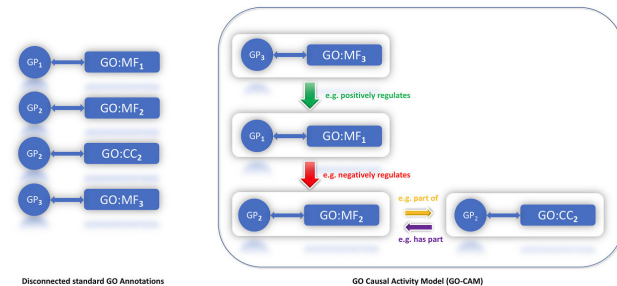 GP₁ GO:MF₁
GP₂ GO:MF₂
GP₂ GO:CC₂
GP₃ GO:MF₃
Disconnected standard GO Annotations
GP₃ GO:MF₃
e.g. positively regulates
GP₁ GO:MF₁
e.g. negatively regulates
GP₂ GO:MF₂
e.g. part of
e.g. has part
GP₂ GO:CC₂
GO Causal Activity Model (GO-CAM)